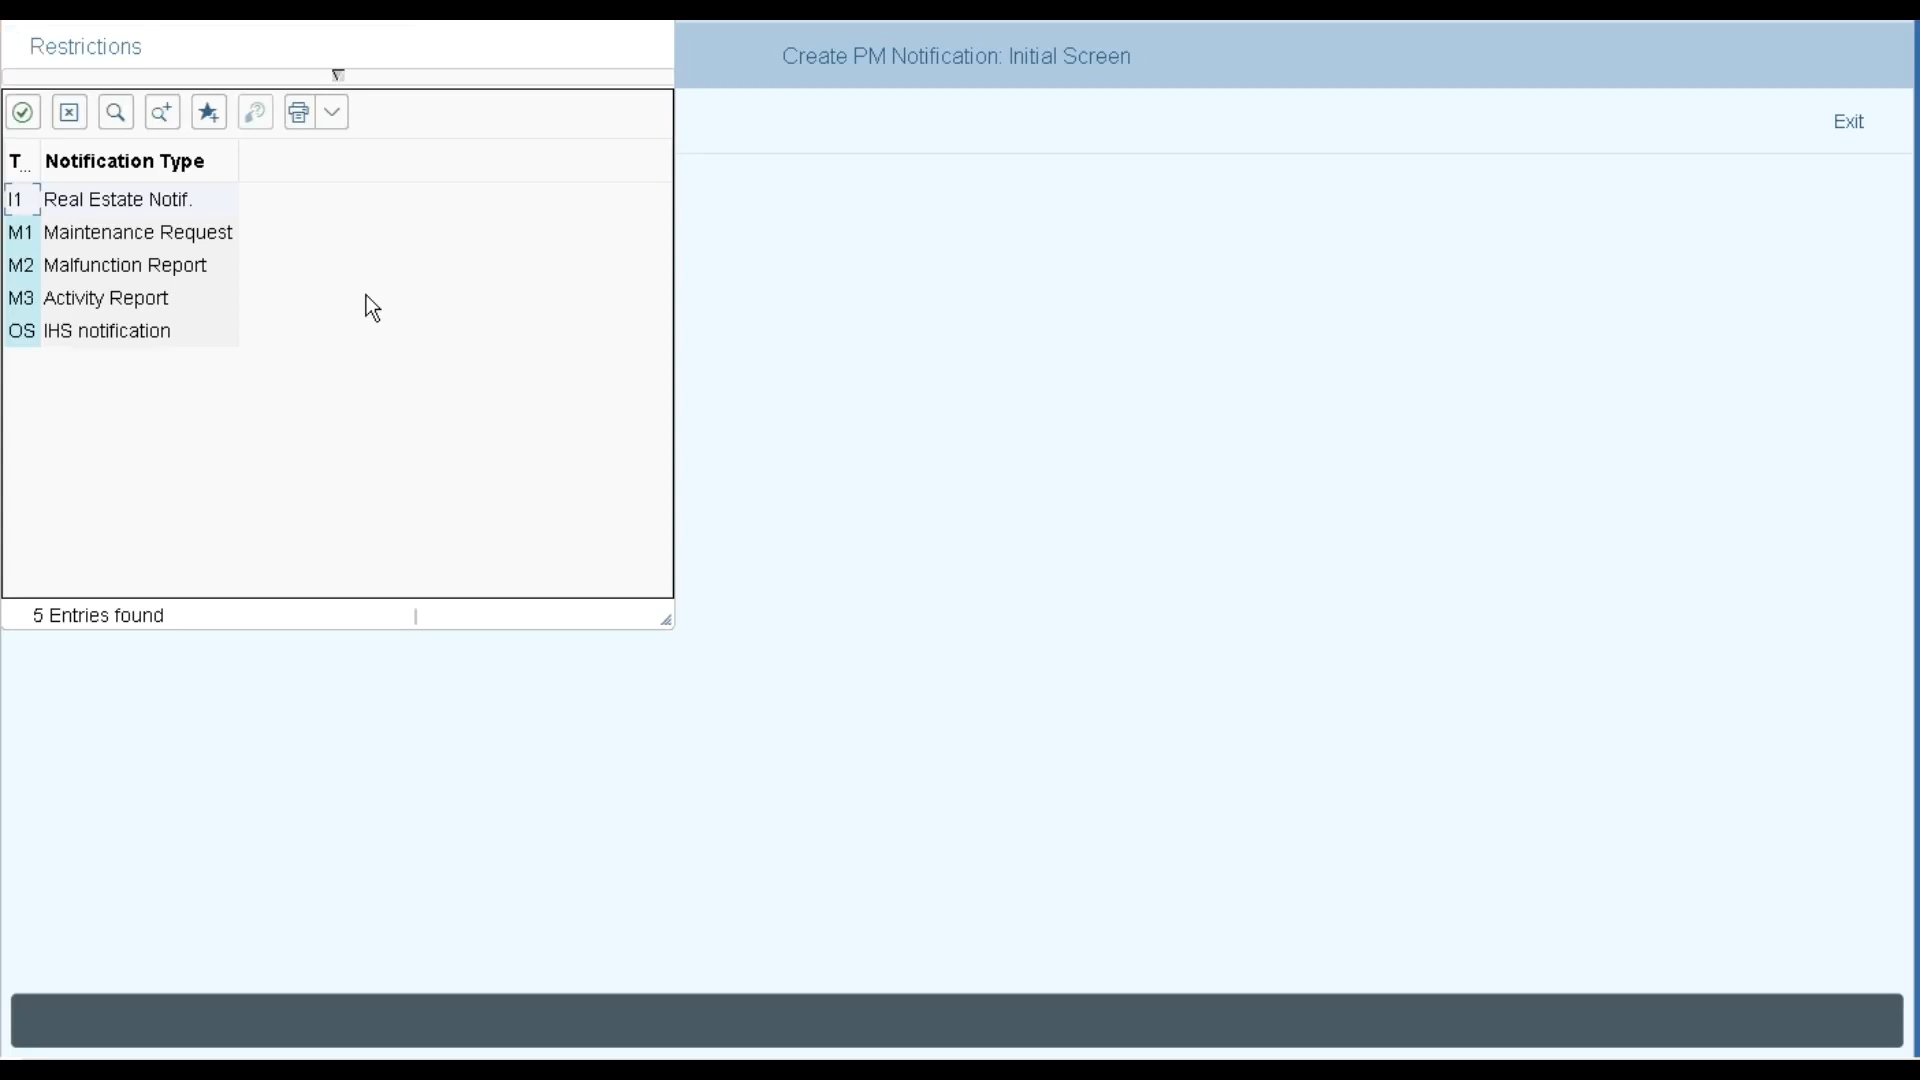 Restrictions
Create PM Notification: Initial Screen
Exit
T... Notification Type
I1 Real Estate Notif.
M1 Maintenance Request
M2 Malfunction Report
M3 Activity Report
OS IHS notification
5 Entries found